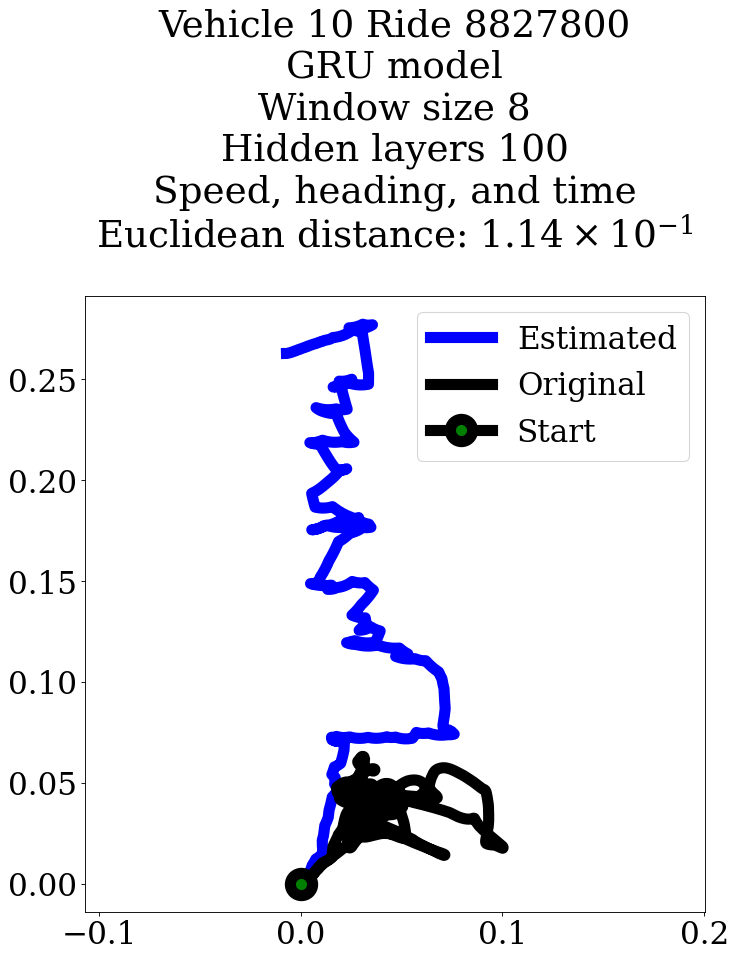 Vehicle 10 Ride 8827800
GRU model
Window size 8
Hidden layers 100
Speed, heading, and time
Euclidean distance: 1.14 × 10⁻¹
Estimated
Original
Start
0.25
0.20
0.15
0.10
0.05
0.00
−0.1
0.0
0.1
0.2